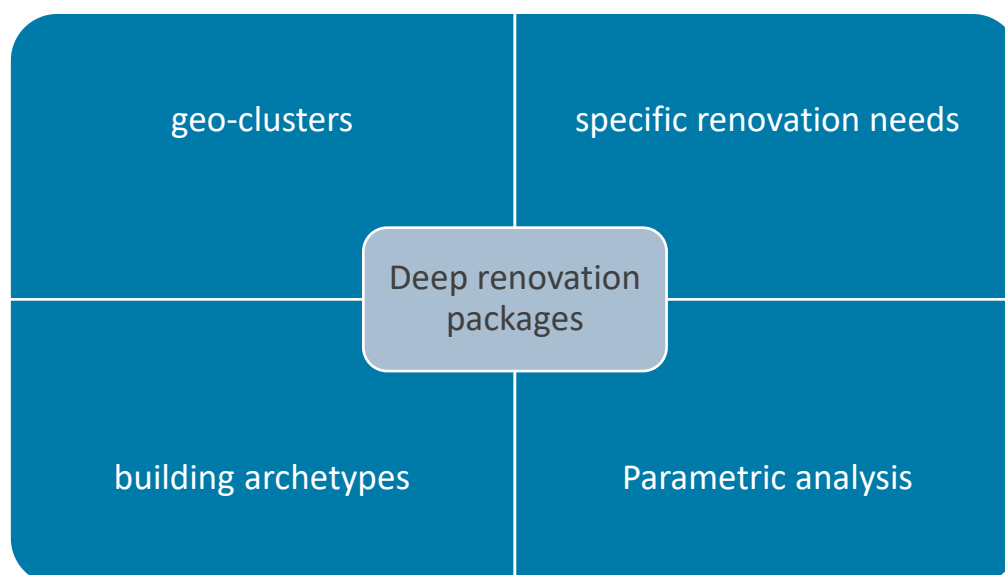 geo-clusters
specific renovation needs
Deep renovation
packages
building archetypes
Parametric analysis